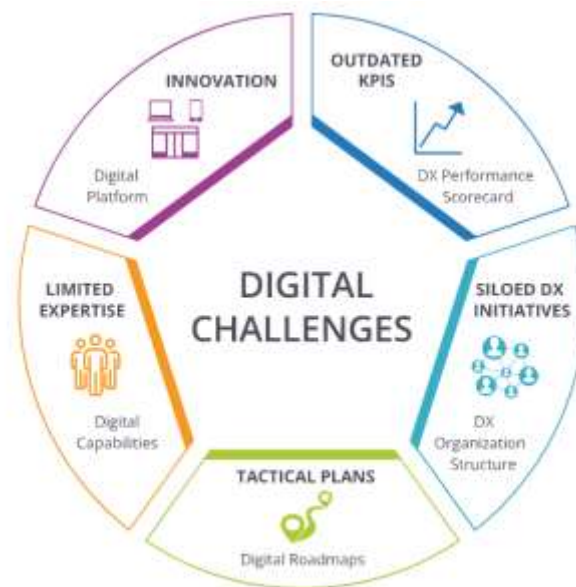 INNOVATION
Digital
Platform
OUTDATED
KPIS
DX Performance
Scorecard
LIMITED
EXPERTISE
Digital
Capabilities
DIGITAL
CHALLENGES
SILOED DX
INITIATIVES
DX
Organization
Structure
TACTICAL PLANS
Digital Roadmaps